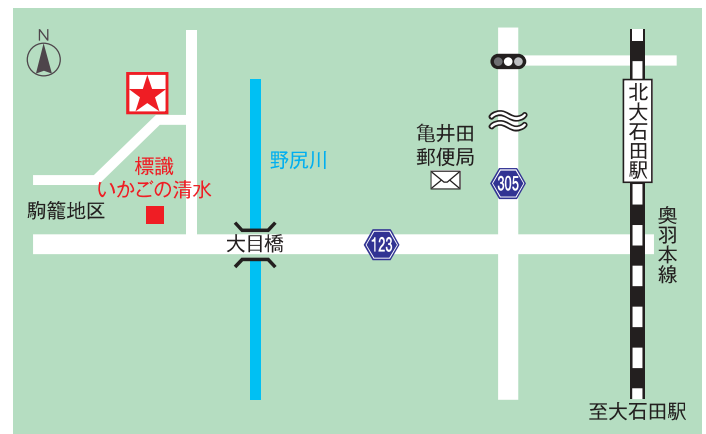 N
北大石田駅
亀井田
郵便局
野尻川
標識
いかごの清水
305
駒籠地区
奥羽本線
大目橋
123
至大石田駅